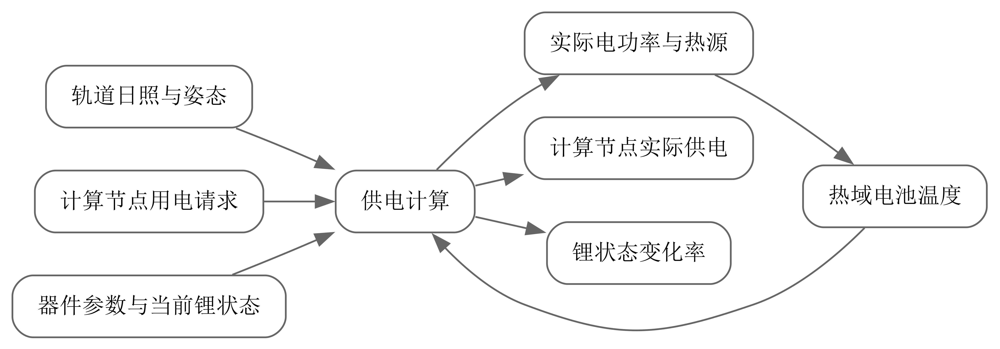 轨道日照与姿态
计算节点用电请求
器件参数与当前锂状态
供电计算
实际电功率与热源
计算节点实际供电
锂状态变化率
热域电池温度